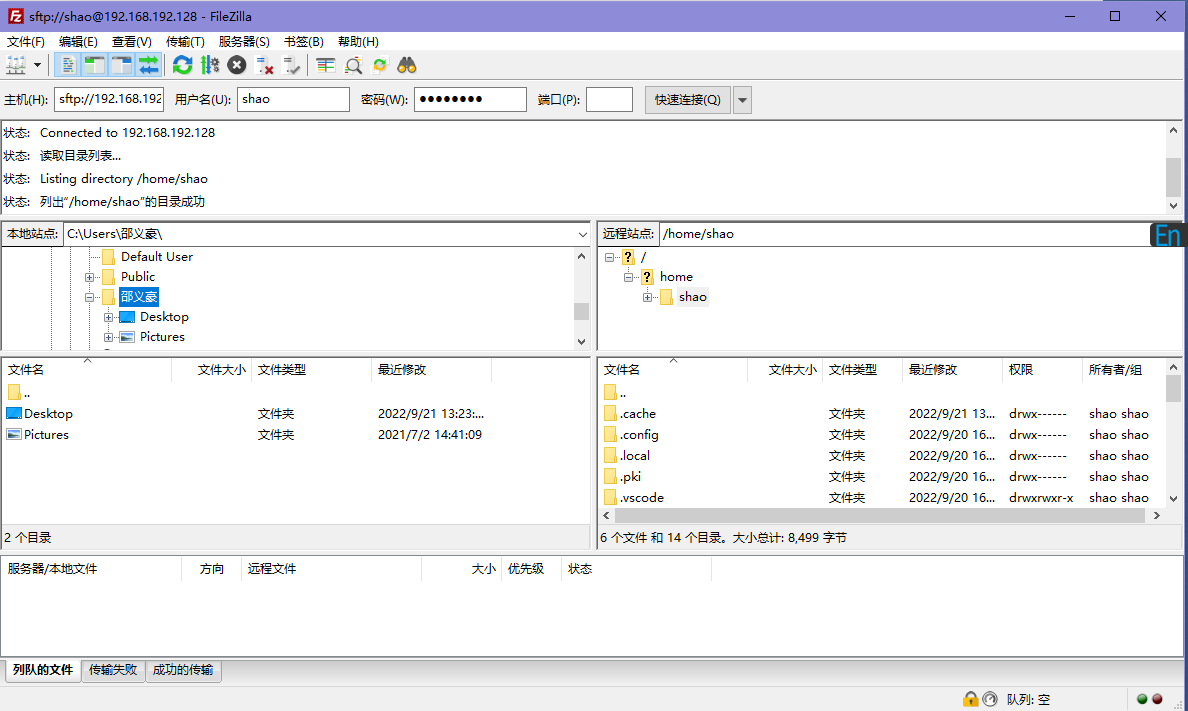 sftp://shao@192.168.192.128 - FileZilla
文件(F) 编辑(E) 查看(V) 传输(T) 服务器(S) 书签(B) 帮助(H)
主机(H): sftp://192.168.192 用户名(U): shao 密码(W): ●●●●●●●● 端口(P): 快速连接(Q)
状态: Connected to 192.168.192.128
状态: 读取目录列表...
状态: Listing directory /home/shao
状态: 列出“/home/shao”的目录成功
本地站点: C:\Users\邵义豪\
Default User
Public
邵义豪
Desktop
Pictures
远程站点: /home/shao
En
/
home
shao
文件名 文件大小 文件类型 最近修改
..
Desktop 文件夹 2022/9/21 13:23:...
Pictures 文件夹 2021/7/2 14:41:09
2 个目录
文件名 文件大小 文件类型 最近修改 权限 所有者/组
..
.cache 文件夹 2022/9/21 13... drwx------ shao shao
.config 文件夹 2022/9/20 16... drwx------ shao shao
.local 文件夹 2022/9/20 16... drwx------ shao shao
.pki 文件夹 2022/9/20 16... drwx------ shao shao
.vscode 文件夹 2022/9/20 16... drwxrwxr-x shao shao
6 个文件 和 14 个目录。大小总计: 8,499 字节
服务器/本地文件 方向 远程文件 大小 优先级 状态
列队的文件 传输失败 成功的传输
队列: 空